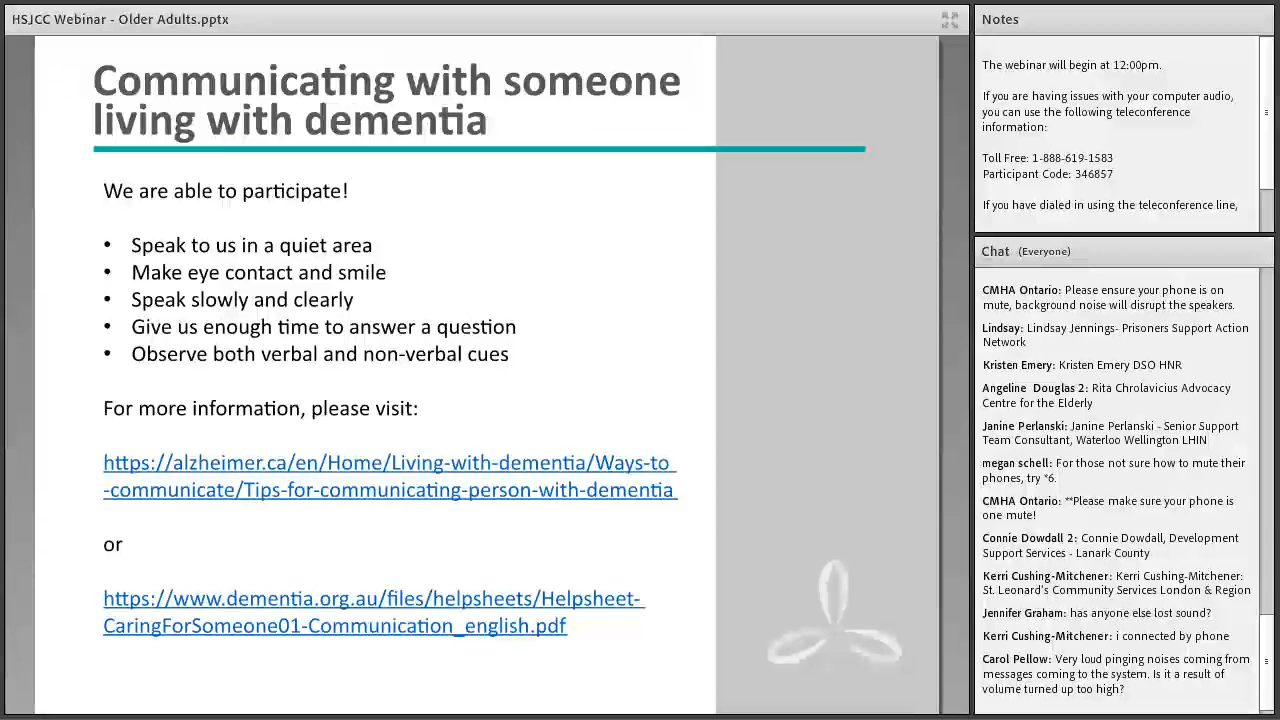 HSJCC Webinar - Older Adults.pptx
Communicating with someone
living with dementia
We are able to participate!
• Speak to us in a quiet area
• Make eye contact and smile
• Speak slowly and clearly
• Give us enough time to answer a question
• Observe both verbal and non-verbal cues
For more information, please visit:
https://alzheimer.ca/en/Home/Living-with-dementia/Ways-to
-communicate/Tips-for-communicating-person-with-dementia
or
https://www.dementia.org.au/files/helpsheets/Helpsheet-
CaringForSomeone01-Communication_english.pdf
Notes
The webinar will begin at 12:00pm.
If you are having issues with your computer audio,
you can use the following teleconference
information:
Toll Free: 1-888-619-1583
Participant Code: 346857
If you have dialed in using the teleconference line,
Chat (Everyone)
CMHA Ontario: Please ensure your phone is on
mute, background noise will disrupt the speakers.
Lindsay: Lindsay Jennings- Prisoners Support Action
Network
Kristen Emery: Kristen Emery DSO HNR
Angeline Douglas 2: Rita Chrolavicius Advocacy
Centre for the Elderly
Janine Perlanski: Janine Perlanski - Senior Support
Team Consultant, Waterloo Wellington LHIN
megan schell: For those not sure how to mute their
phones, try *6.
CMHA Ontario: **Please make sure your phone is
one mute!
Connie Dowdall 2: Connie Dowdall, Development
Support Services - Lanark County
Kerri Cushing-Mitchener: Kerri Cushing-Mitchener:
St. Leonard's Community Services London & Region
Jennifer Graham: has anyone else lost sound?
Kerri Cushing-Mitchener: i connected by phone
Carol Pellow: Very loud pinging noises coming from
messages coming to the system. Is it a result of
volume turned up too high?